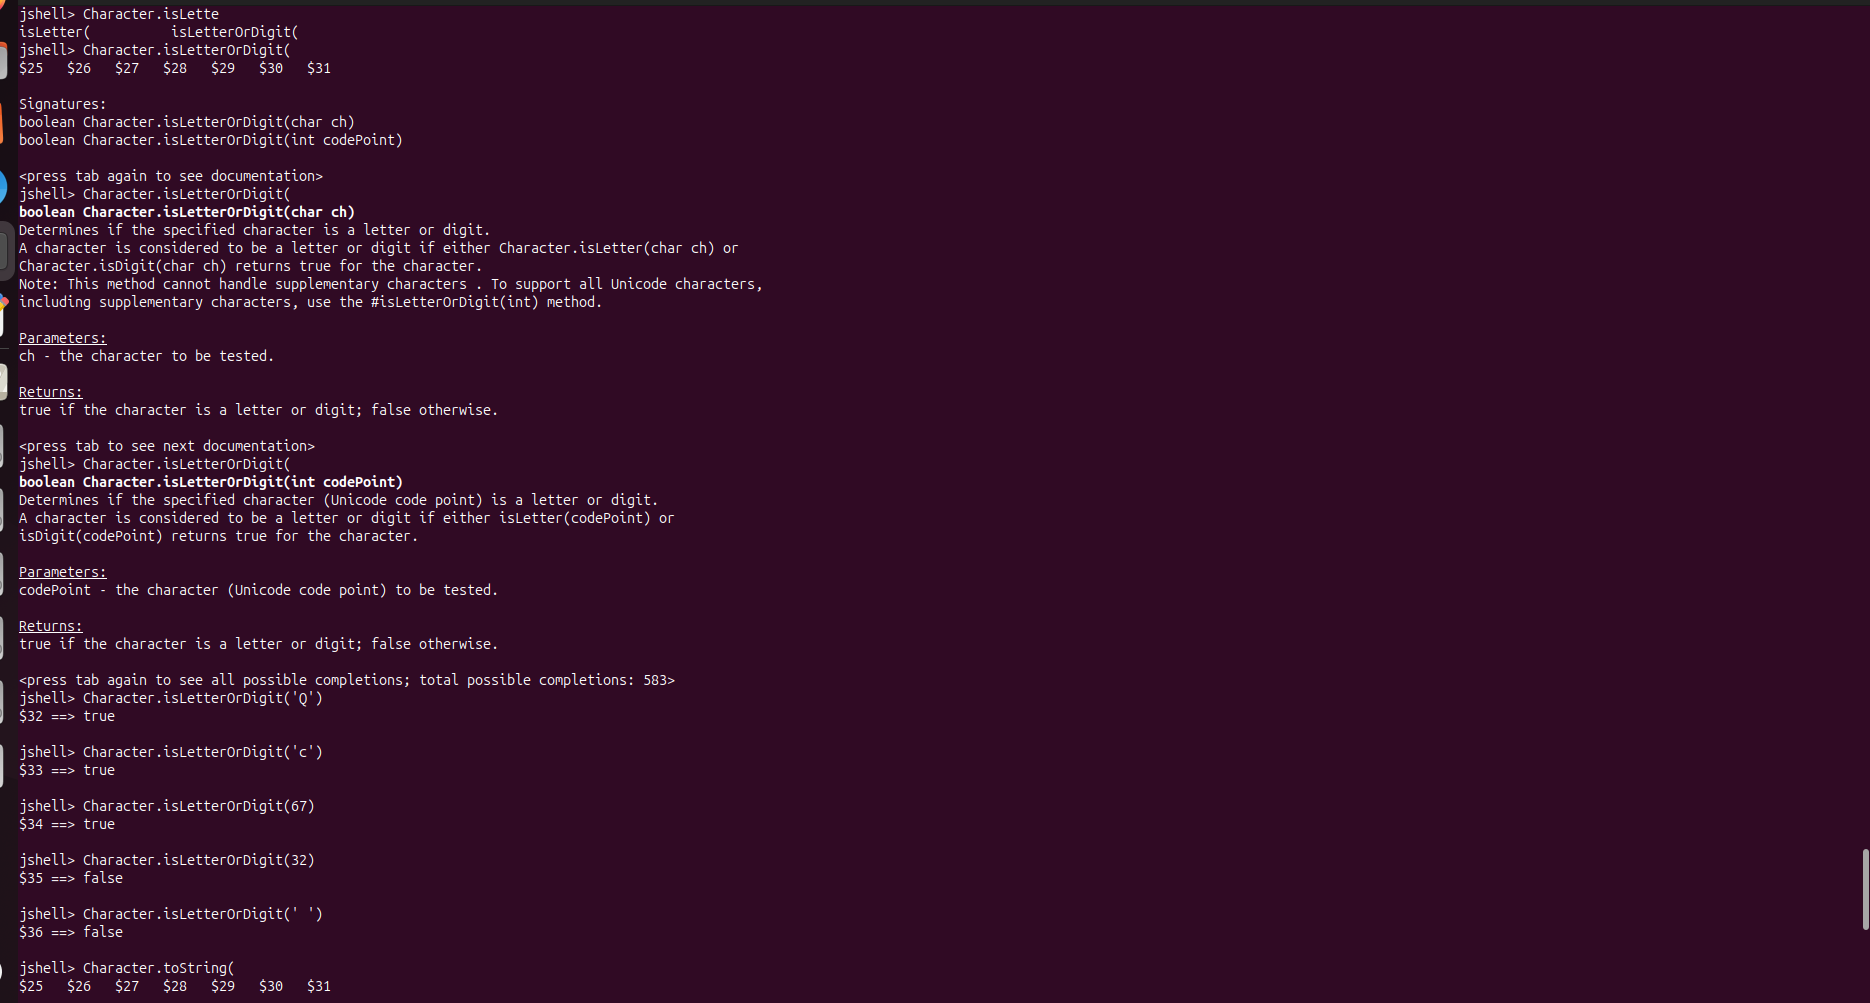 jshell> Character.isLette
isLetter(          isLetterOrDigit(
jshell> Character.isLetterOrDigit(
$25   $26   $27   $28   $29   $30   $31
Signatures:
boolean Character.isLetterOrDigit(char ch)
boolean Character.isLetterOrDigit(int codePoint)
<press tab again to see documentation>
jshell> Character.isLetterOrDigit(
boolean Character.isLetterOrDigit(char ch)
Determines if the specified character is a letter or digit.
A character is considered to be a letter or digit if either Character.isLetter(char ch) or
Character.isDigit(char ch) returns true for the character.
Note: This method cannot handle supplementary characters . To support all Unicode characters,
including supplementary characters, use the #isLetterOrDigit(int) method.
Parameters:
ch - the character to be tested.
Returns:
true if the character is a letter or digit; false otherwise.
<press tab to see next documentation>
jshell> Character.isLetterOrDigit(
boolean Character.isLetterOrDigit(int codePoint)
Determines if the specified character (Unicode code point) is a letter or digit.
A character is considered to be a letter or digit if either isLetter(codePoint) or
isDigit(codePoint) returns true for the character.
Parameters:
codePoint - the character (Unicode code point) to be tested.
Returns:
true if the character is a letter or digit; false otherwise.
<press tab again to see all possible completions; total possible completions: 583>
jshell> Character.isLetterOrDigit('Q')
$32 ==> true
jshell> Character.isLetterOrDigit('c')
$33 ==> true
jshell> Character.isLetterOrDigit(67)
$34 ==> true
jshell> Character.isLetterOrDigit(32)
$35 ==> false
jshell> Character.isLetterOrDigit(' ')
$36 ==> false
jshell> Character.toString(
$25   $26   $27   $28   $29   $30   $31